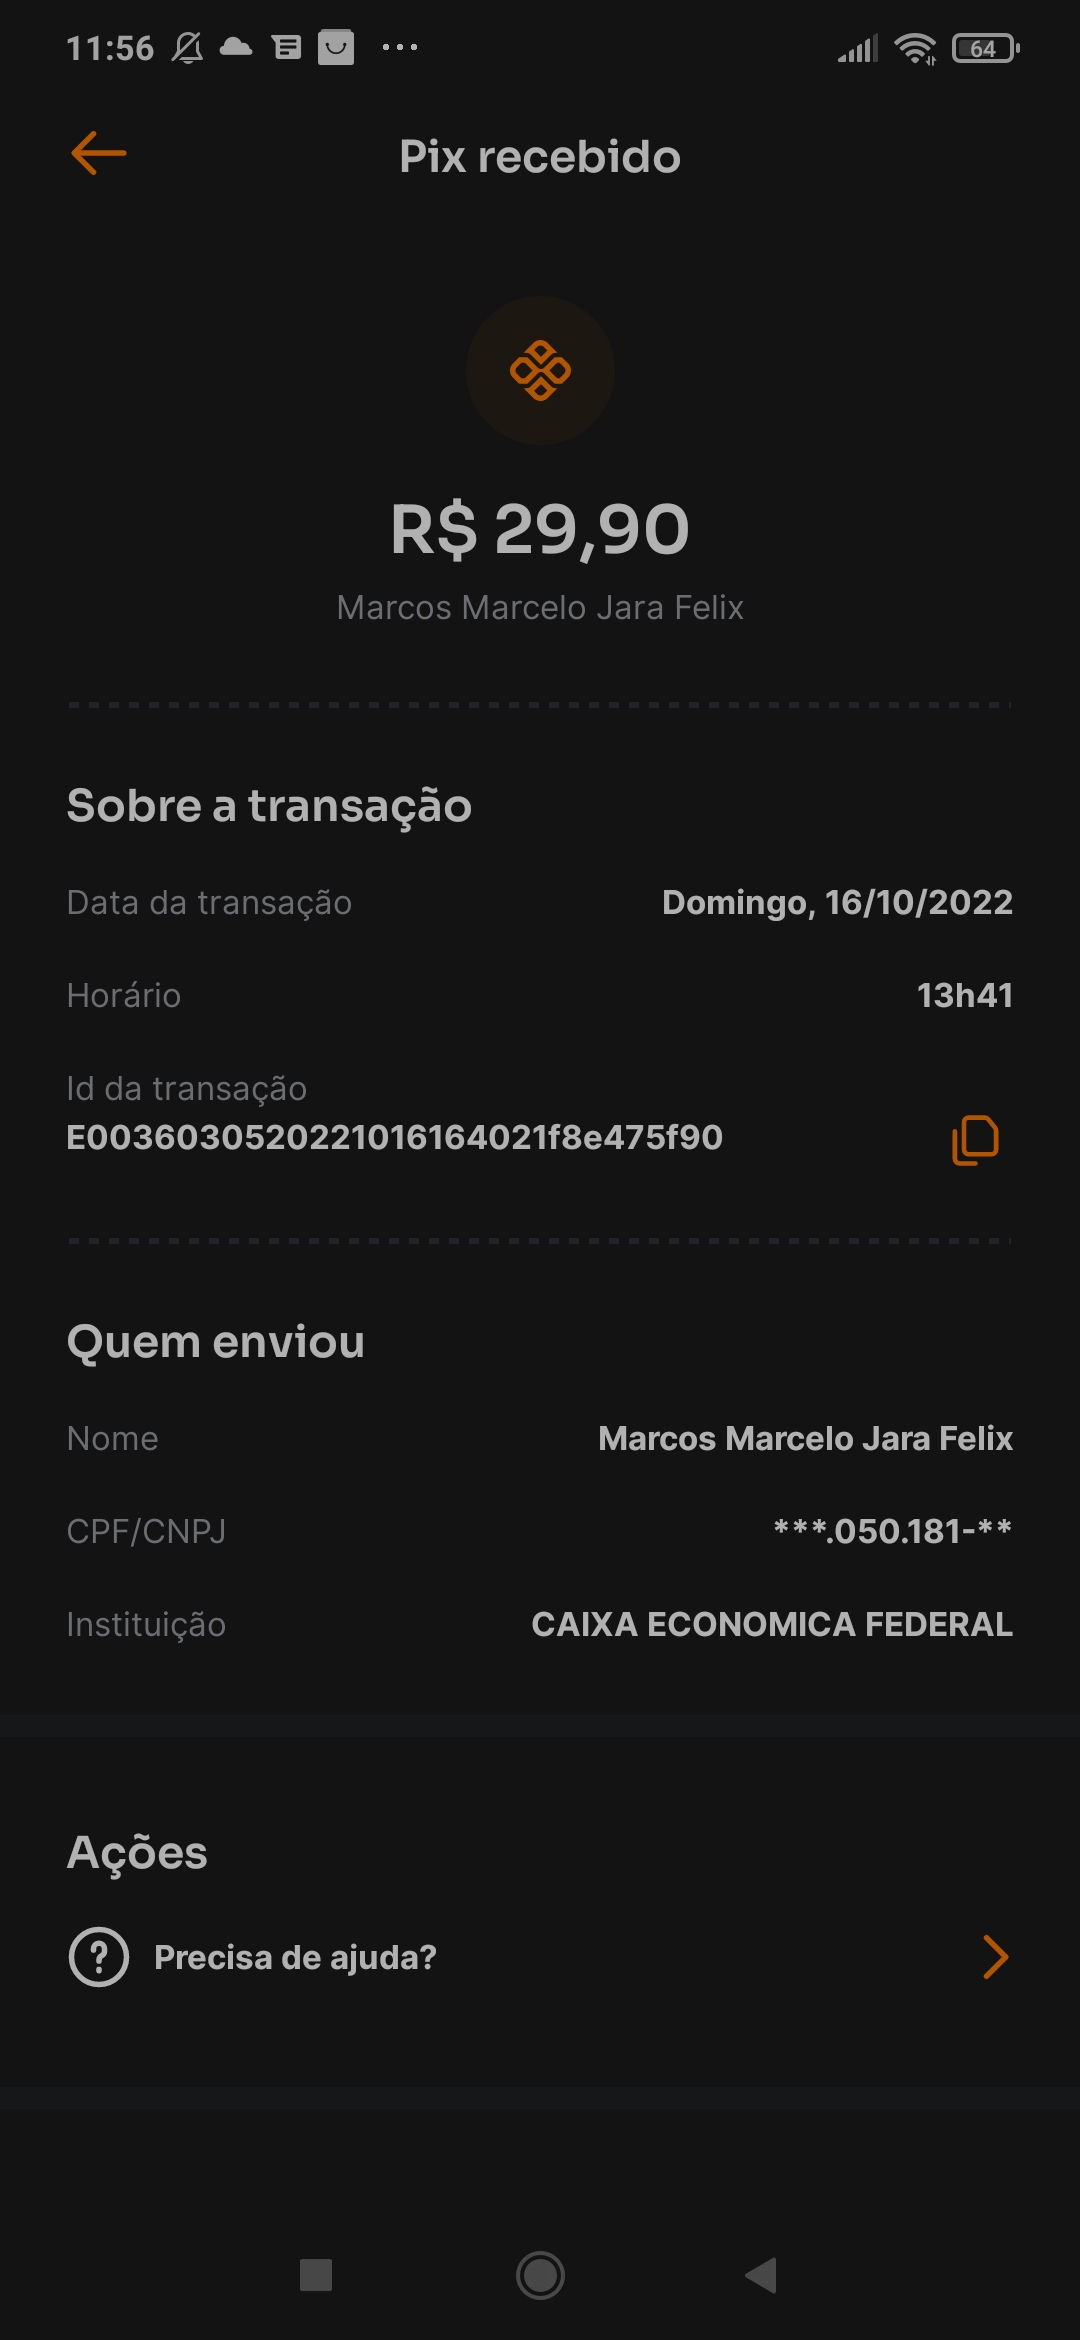 11:56
64
Pix recebido
R$ 29,90
Marcos Marcelo Jara Felix
Sobre a transação
Data da transação Domingo, 16/10/2022
Horário 13h41
Id da transação
E0036030520221016164021f8e475f90
Quem enviou
Nome Marcos Marcelo Jara Felix
CPF/CNPJ ***.050.181-**
Instituição CAIXA ECONOMICA FEDERAL
Ações
Precisa de ajuda?